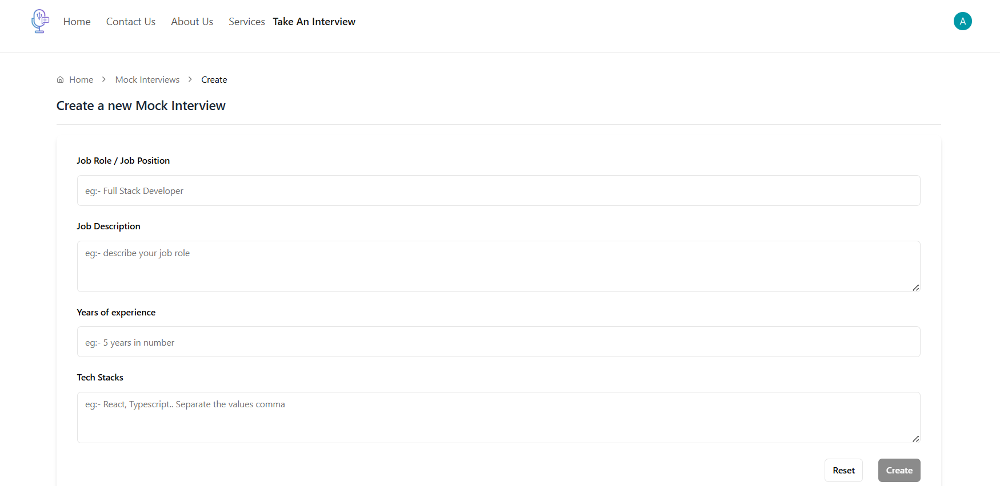 Home Contact Us About Us Services Take An Interview A
Home > Mock Interviews > Create
Create a new Mock Interview
Job Role / Job Position
eg:- Full Stack Developer
Job Description
eg:- describe your job role
Years of experience
eg:- 5 years in number
Tech Stacks
eg:- React, Typescript.. Separate the values comma
Reset Create